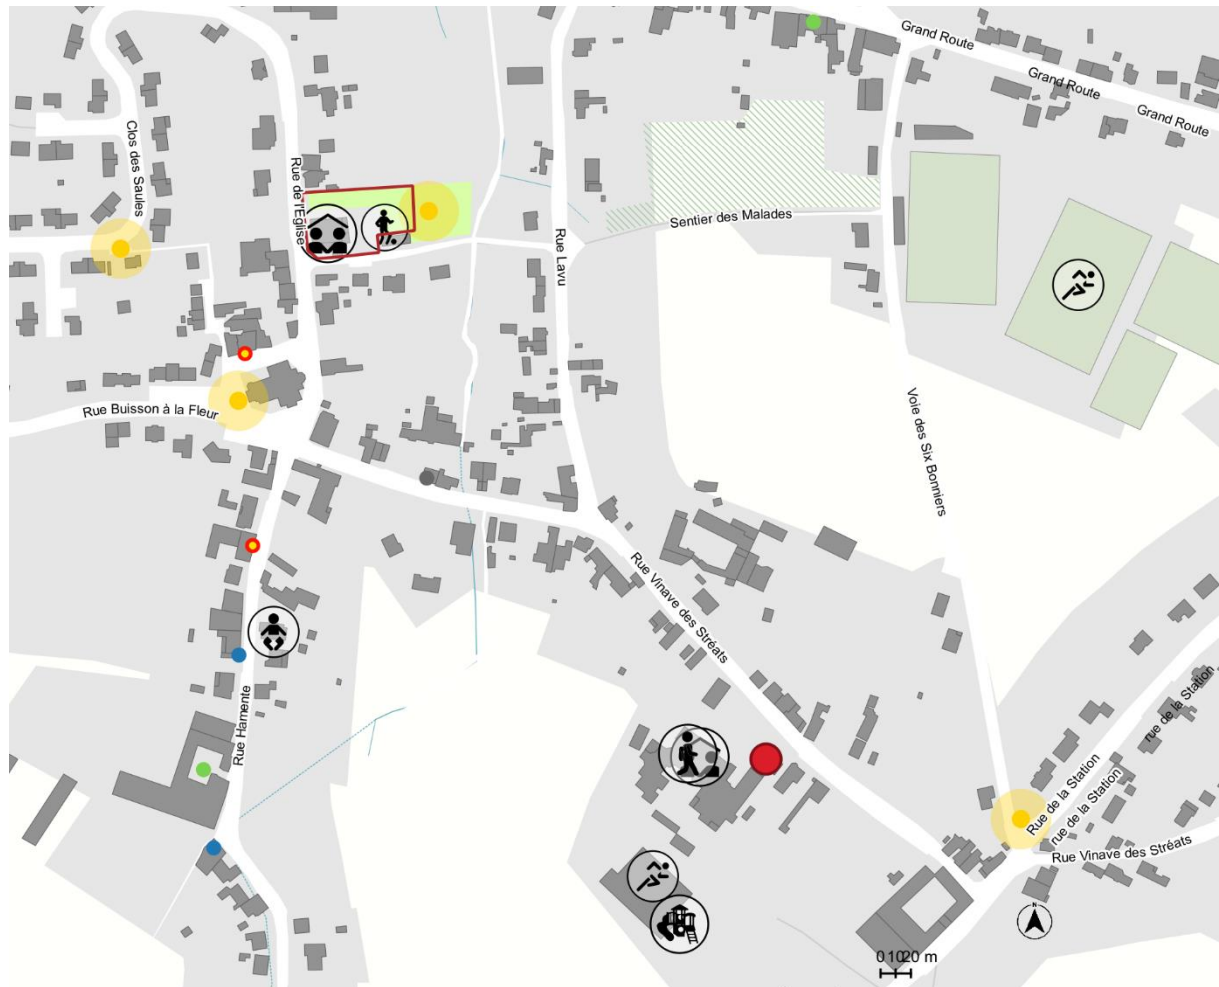 Grand Route
Grand Route
Grand Route
Clos des Saules
Rue de l'Église
Sentier des Malades
Rue Lavu
Rue Buisson à la Fleur
Voie des Six Bonniers
Rue Vinave des Stréats
Rue Hamente
rue de la Station
Rue de la Station
rue de la Station
Rue Vinave des Stréats
N
0 10 20 m